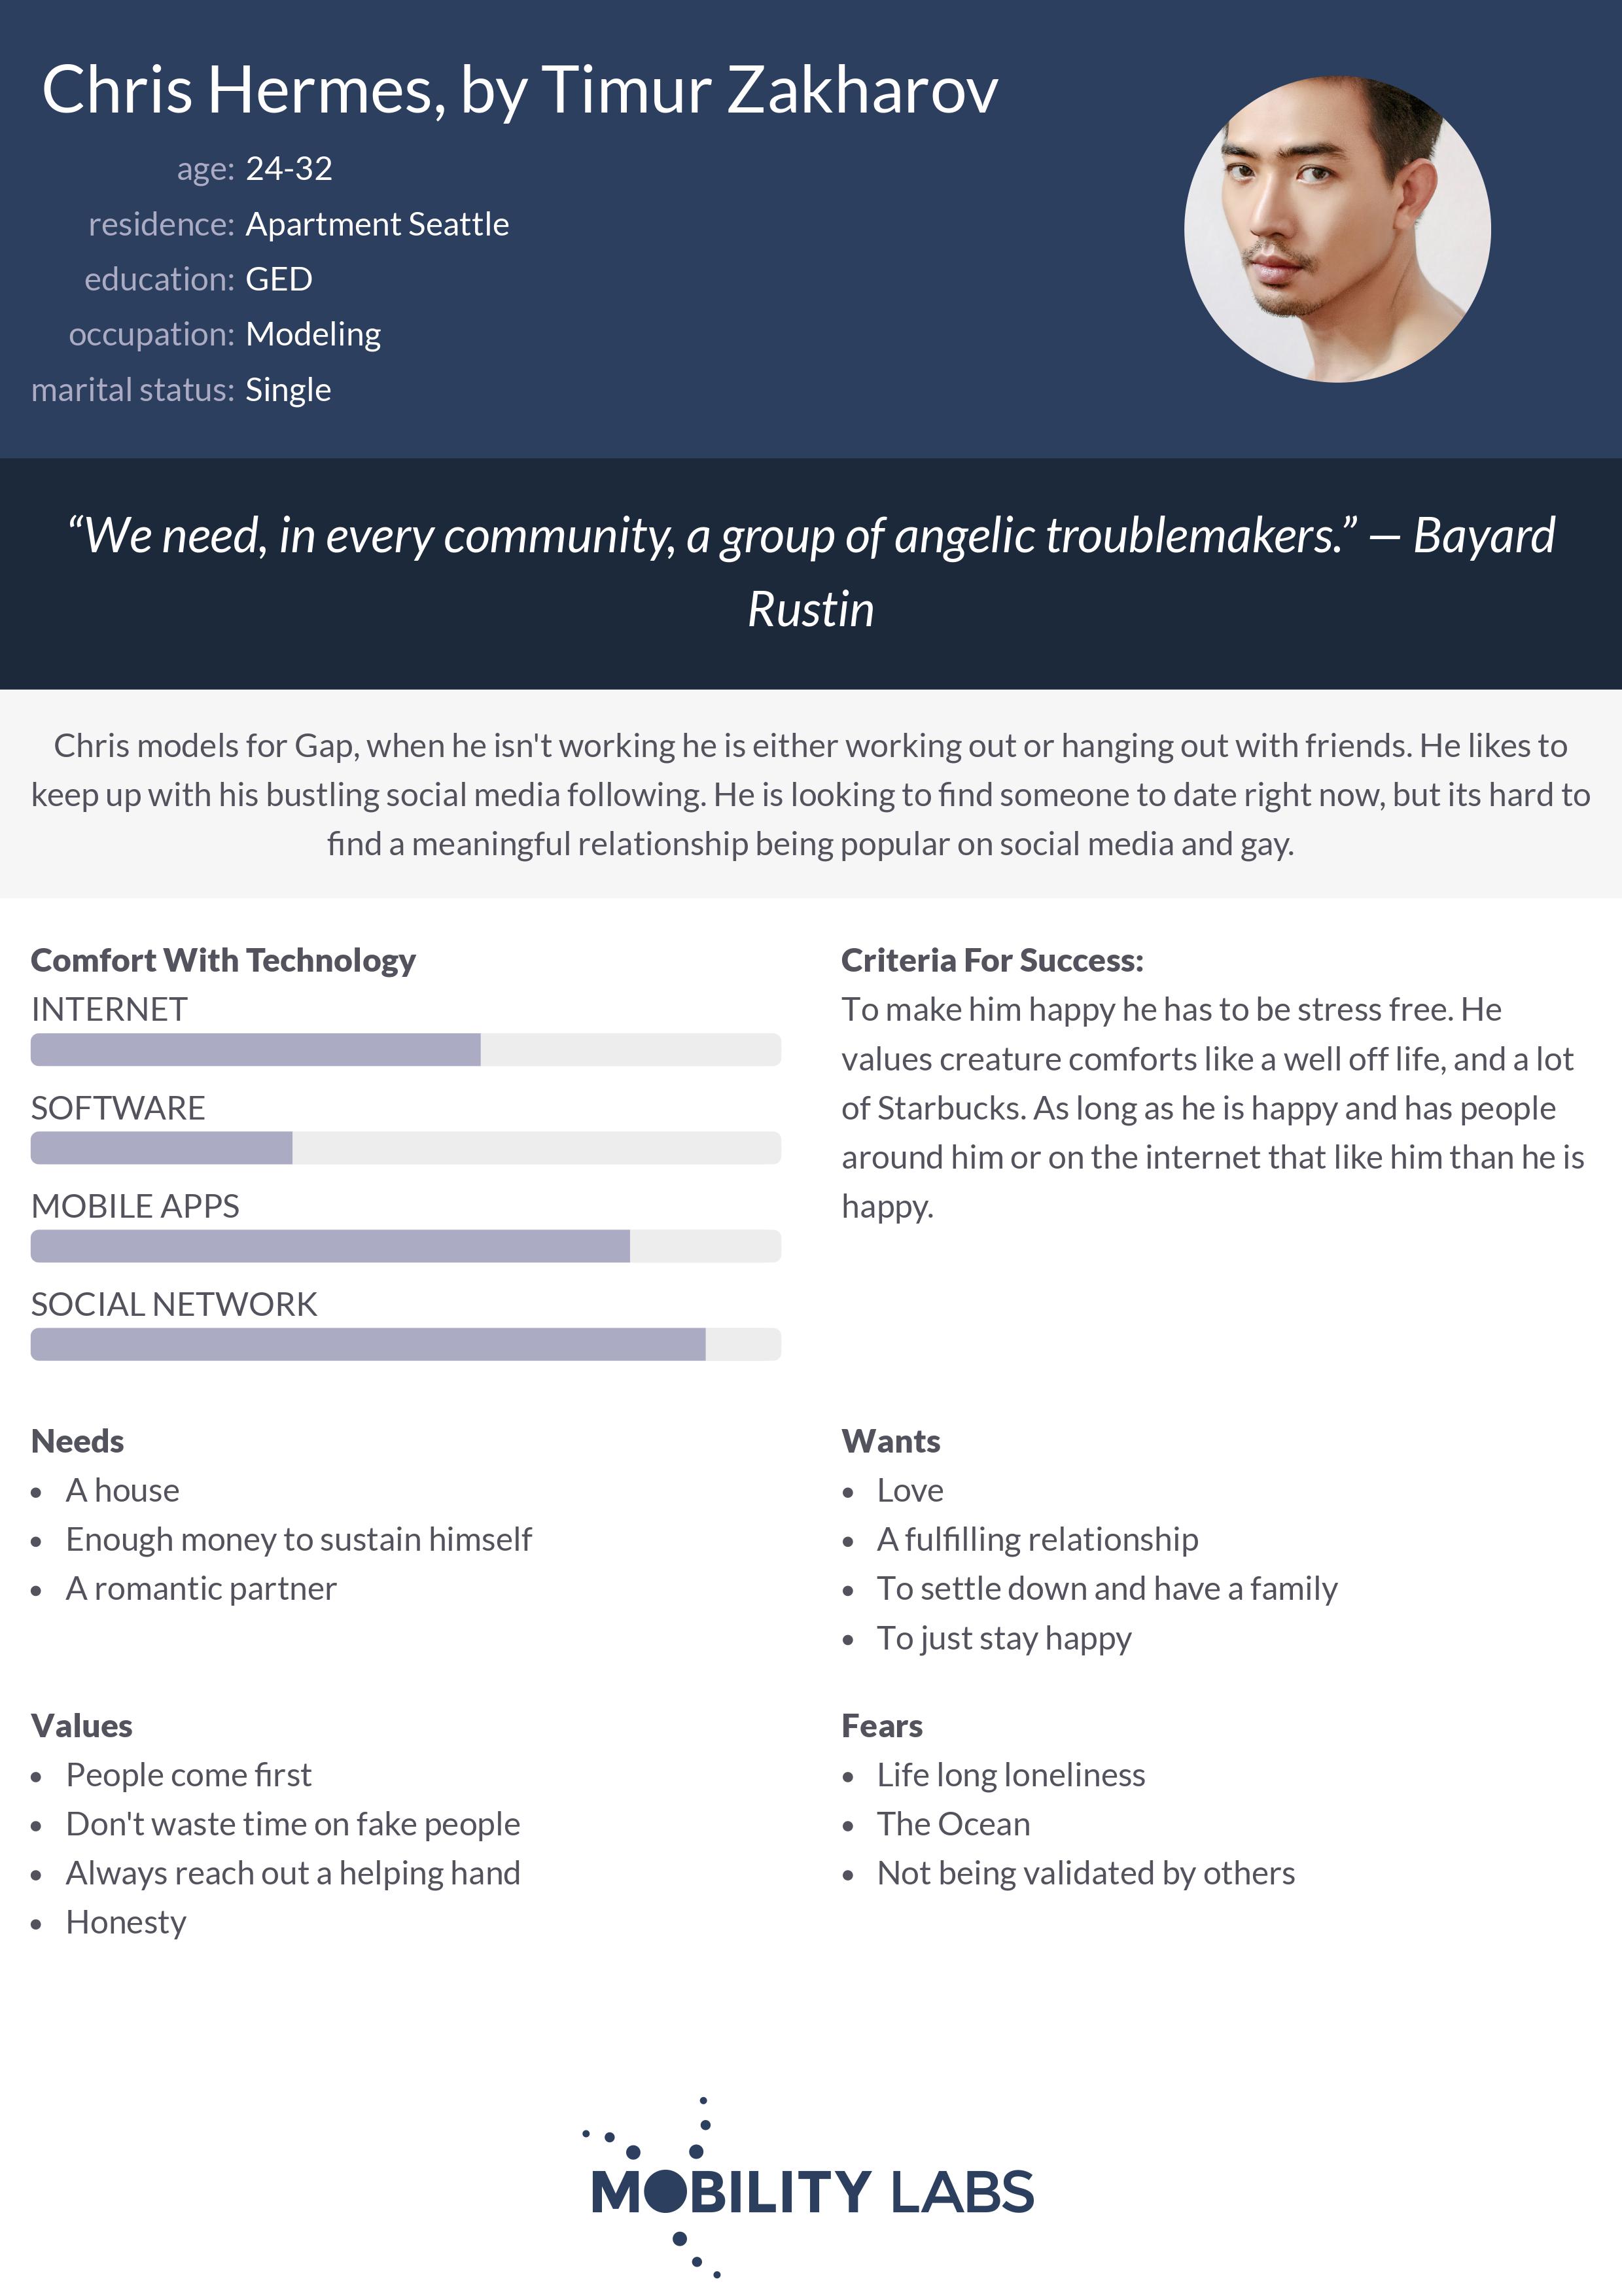 Chris Hermes, by Timur Zakharov
age: 24-32
residence: Apartment Seattle
education: GED
occupation: Modeling
marital status: Single
“We need, in every community, a group of angelic troublemakers.” — Bayard
Rustin
Chris models for Gap, when he isn't working he is either working out or hanging out with friends. He likes to
keep up with his bustling social media following. He is looking to find someone to date right now, but its hard to
find a meaningful relationship being popular on social media and gay.
Comfort With Technology
INTERNET
SOFTWARE
MOBILE APPS
SOCIAL NETWORK
Criteria For Success:
To make him happy he has to be stress free. He
values creature comforts like a well off life, and a lot
of Starbucks. As long as he is happy and has people
around him or on the internet that like him than he is
happy.
Needs
• A house
• Enough money to sustain himself
• A romantic partner
Wants
• Love
• A fulfilling relationship
• To settle down and have a family
• To just stay happy
Values
• People come first
• Don't waste time on fake people
• Always reach out a helping hand
• Honesty
Fears
• Life long loneliness
• The Ocean
• Not being validated by others
MOBILITY LABS